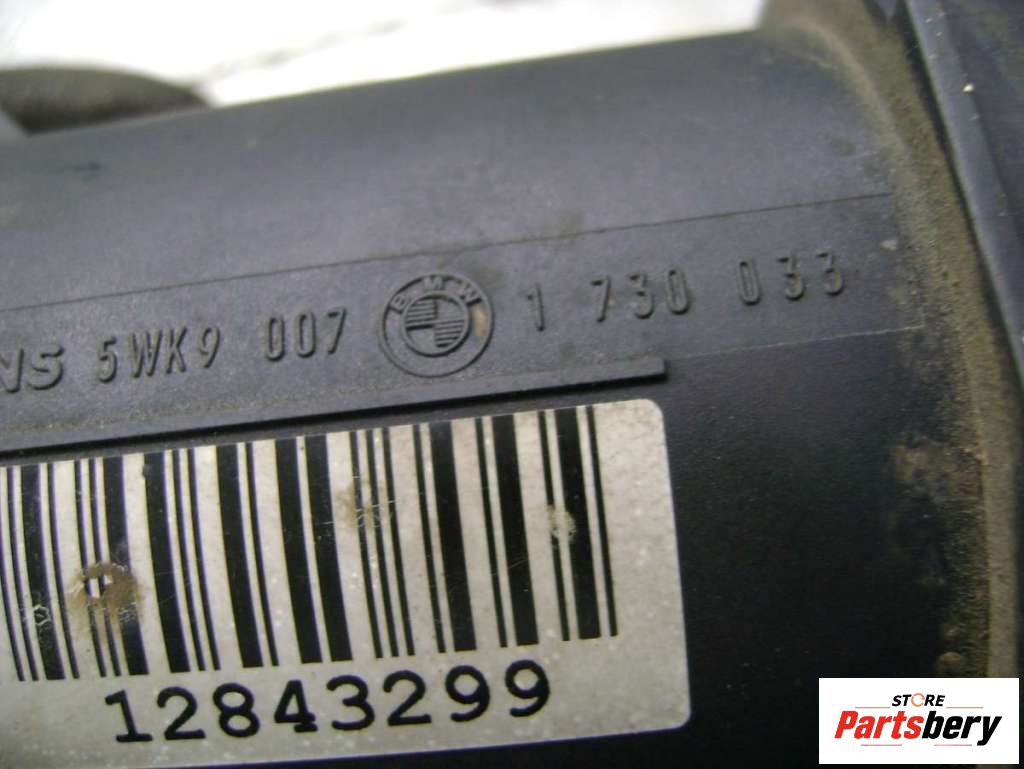 NS 5WK9 007 BMW 1 730 033
12843299
STORE
Partsbery